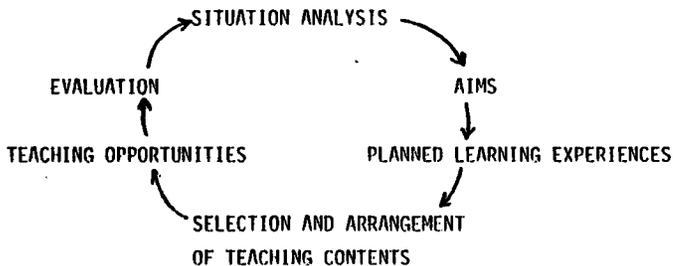 SITUATION ANALYSIS
EVALUATION
AIMS
TEACHING OPPORTUNITIES
PLANNED LEARNING EXPERIENCES
SELECTION AND ARRANGEMENT
OF TEACHING CONTENTS